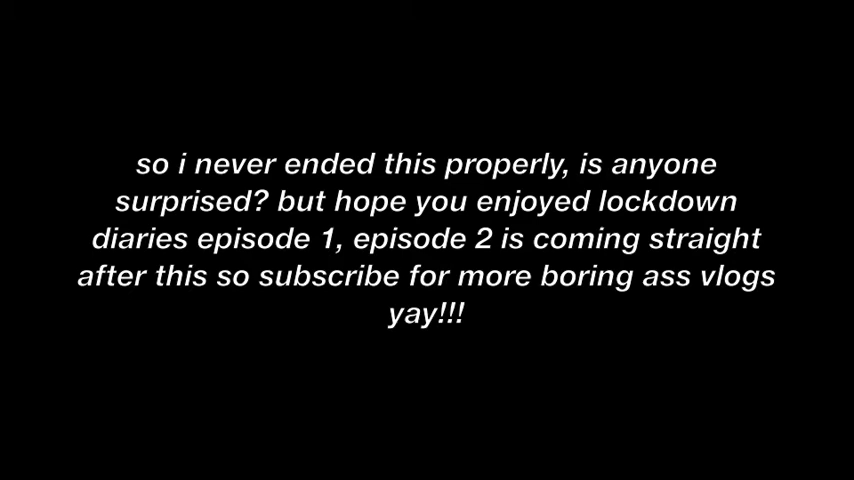 so i never ended this properly, is anyone
surprised? but hope you enjoyed lockdown
diaries episode 1, episode 2 is coming straight
after this so subscribe for more boring ass vlogs
yay!!!